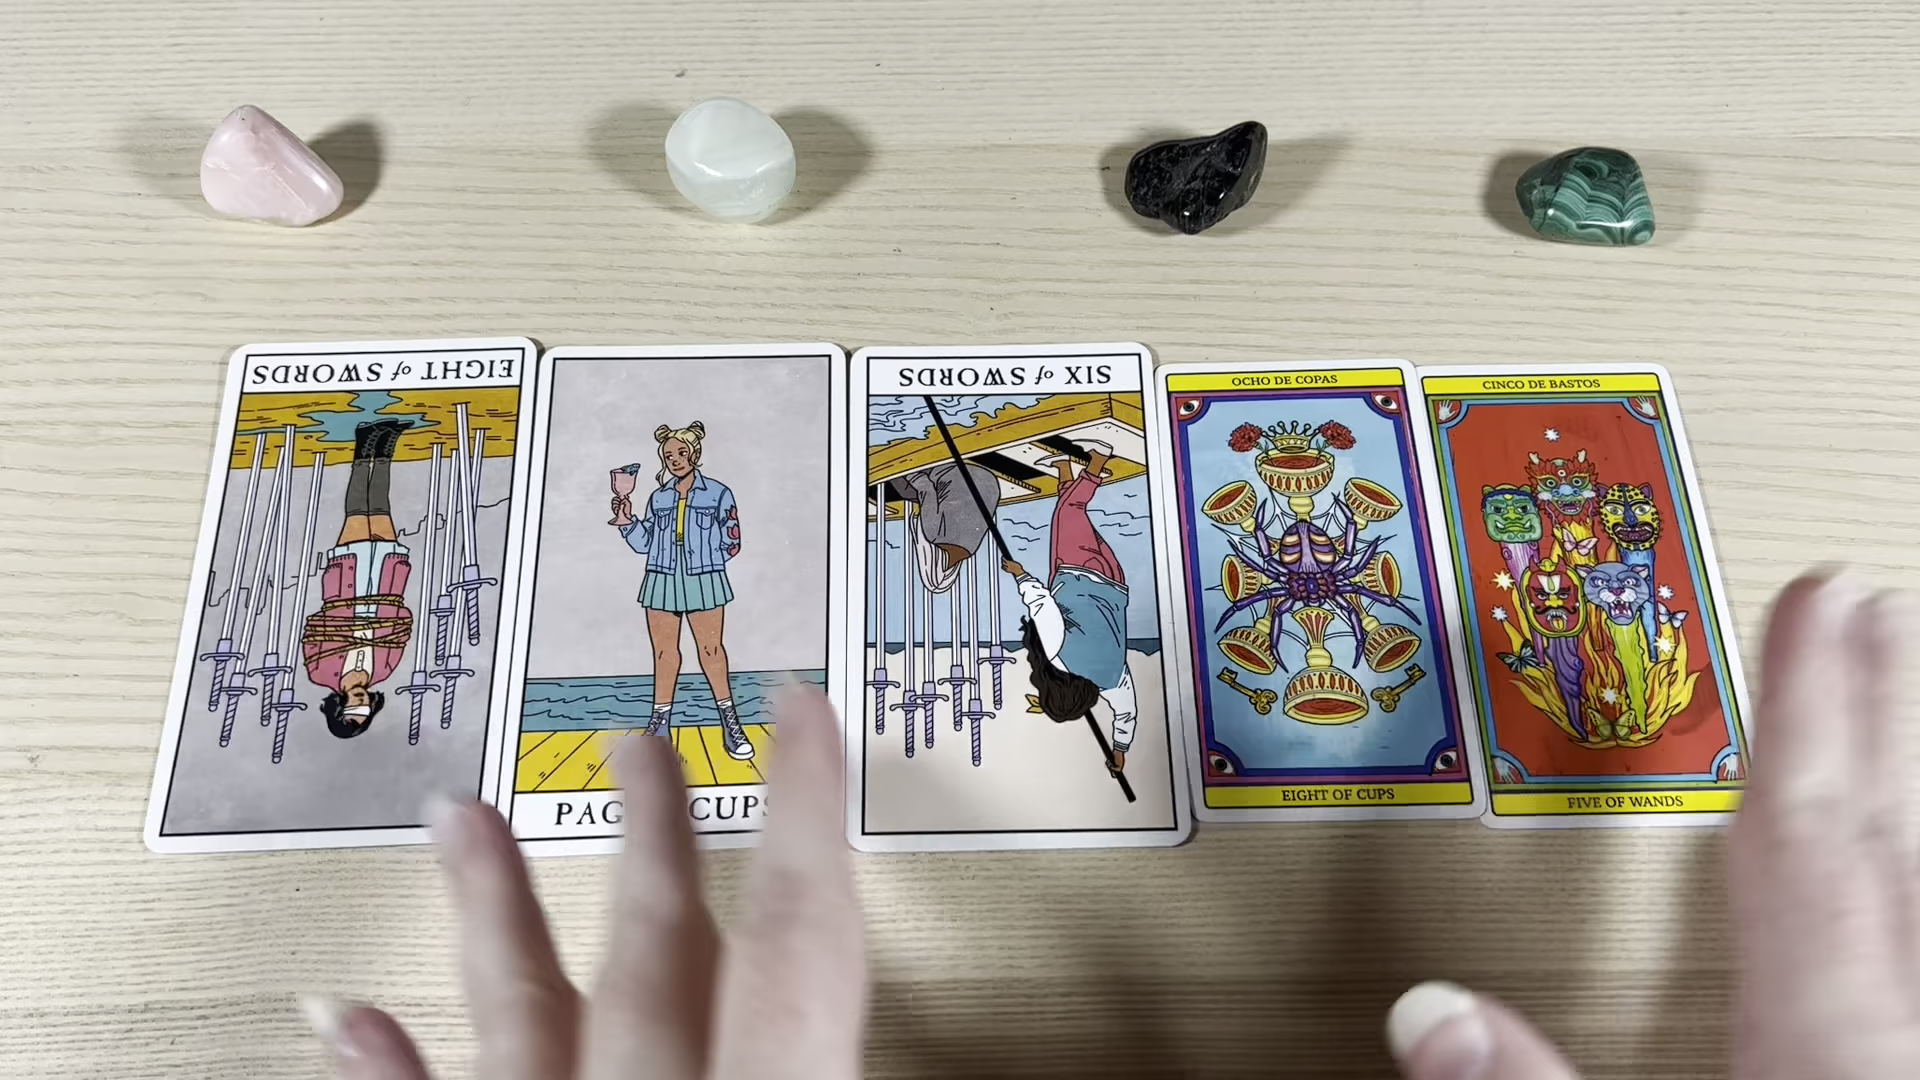 EIGHT of SWORDS
CUPS
SIX of SWORDS
OCHO DE COPAS
EIGHT OF CUPS
CINCO DE BASTOS
FIVE OF WANDS